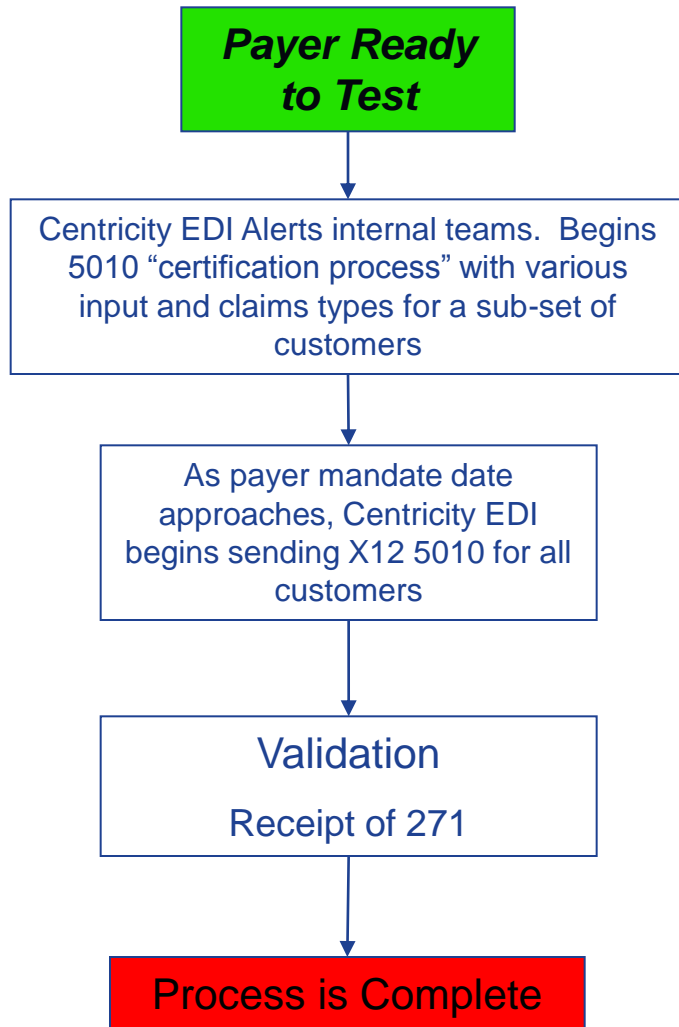 Payer Ready
to Test
Centricity EDI Alerts internal teams.  Begins
5010 “certification process” with various
input and claims types for a sub-set of
customers
As payer mandate date
approaches, Centricity EDI
begins sending X12 5010 for all
customers
Validation
Receipt of 271
Process is Complete